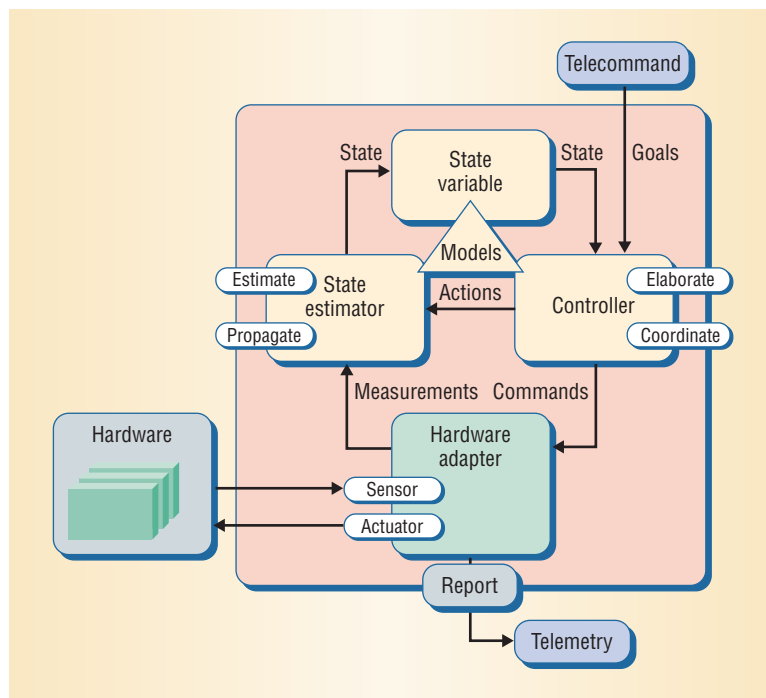 Telecommand
State
State
variable
State
Goals
Models
Estimate
State
estimator
Propagate
Actions
Controller
Elaborate
Coordinate
Measurements
Commands
Hardware
Hardware
adapter
Sensor
Actuator
Report
Telemetry